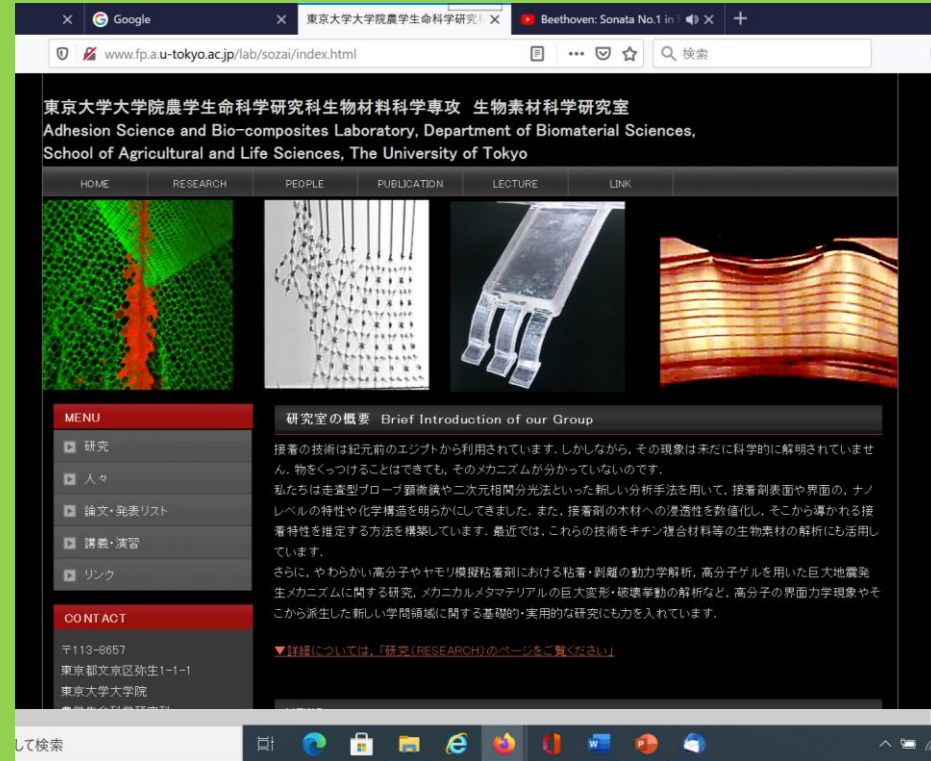 Google
東京大学大学院農学生命科学研究
Beethoven: Sonata No.1 in
www.fp.a.u-tokyo.ac.jp/lab/sozai/index.html
検索
東京大学大学院農学生命科学研究科生物材料科学専攻 生物素材科学研究室
Adhesion Science and Bio-composites Laboratory, Department of Biomaterial Sciences,
School of Agricultural and Life Sciences, The University of Tokyo
HOME RESEARCH PEOPLE PUBLICATION LECTURE LINK
MENU
研究
人々
論文・発表リスト
講義・演習
リンク
CONTACT
〒113-8657
東京都文京区弥生1-1-1
東京大学大学院
研究室の概要 Brief Introduction of our Group
接着の技術は紀元前のエジプトから利用されています. しかしながら, その現象は未だに科学的に解明されていませ
ん. 物をくっつけることはできても, そのメカニズムが分かっていないのです.
私たちは走査型プローブ顕微鏡や二次元相関分光法といった新しい分析手法を用いて, 接着剤表面や界面の, ナノ
レベルの特性や化学構造を明らかにしてきました. また, 接着剤の木材への浸透性を数値化し, そこから導かれる接
着特性を推定する方法を構築しています. 最近では, これらの技術をキチン複合材料等の生物素材の解析にも活用し
ています.
さらに, やわらかい高分子やヤモリ模擬粘着剤における粘着・剥離の動力学解析, 高分子ゲルを用いた巨大地震発
生メカニズムに関する研究, メカニカルメタマテリアルの巨大変形・破壊挙動の解析など, 高分子の界面力学現象やそ
こから派生した新しい学問領域に関する基礎的・実用的な研究にも力を入れています.
▼詳細については, 「研究(RESEARCH)のページをご覧ください」
して検索